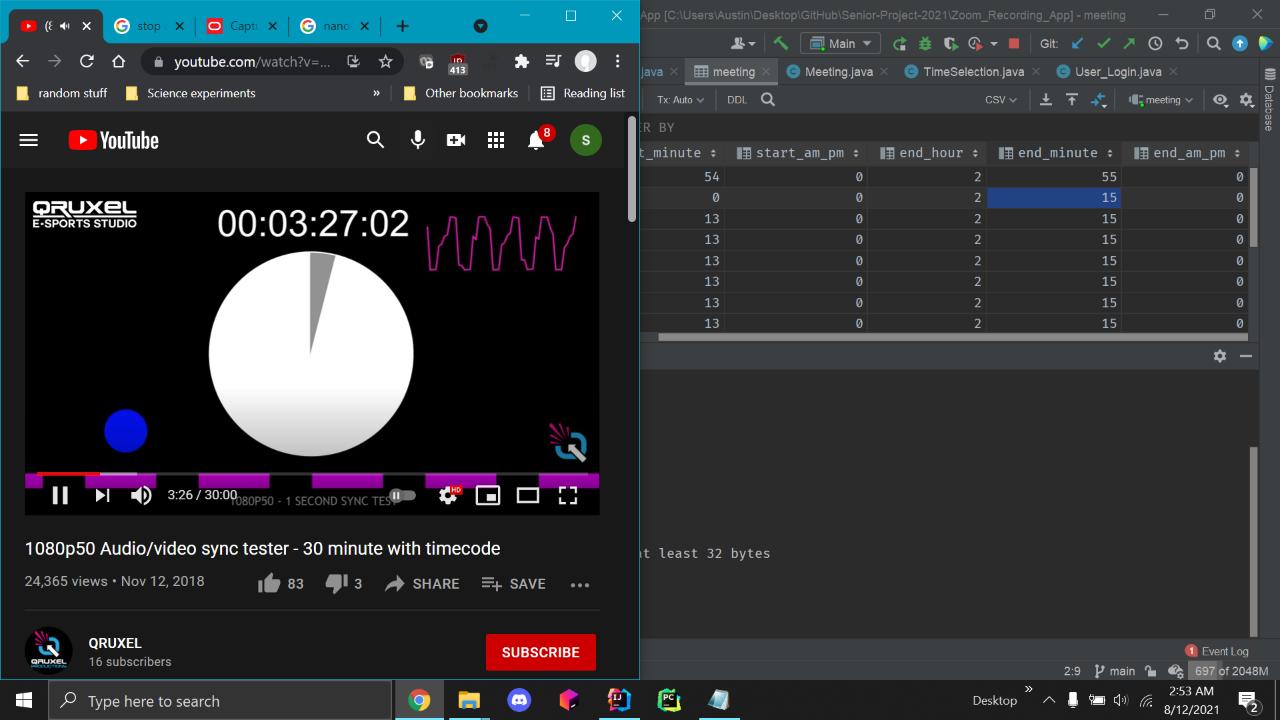 stop
Captu
nano
youtube.com/watch?v=...
413
random stuff
Science experiments
»
Other bookmarks
Reading list
YouTube
8
S
QRUXEL
E-SPORTS STUDIO
00:03:27:02
3:26 / 30:00
1080P50 - 1 SECOND SYNC TEST
HD
1080p50 Audio/video sync tester - 30 minute with timecode
24,365 views • Nov 12, 2018
83
3
SHARE
SAVE
QRUXEL
PRODUCTIONS
QRUXEL
16 subscribers
SUBSCRIBE
App [C:\Users\Austin\Desktop\GitHub\Senior-Project-2021\Zoom_Recording_App] - meeting
Main
Git:
java
meeting
Meeting.java
TimeSelection.java
User_Login.java
Tx: Auto
DDL
CSV
meeting
Database
ER BY
t_minute
start_am_pm
end_hour
end_minute
end_am_pm
54 0 2 55 0
0 0 2 15 0
13 0 2 15 0
13 0 2 15 0
13 0 2 15 0
13 0 2 15 0
13 0 2 15 0
13 0 2 15 0
at least 32 bytes
1 Event Log
2:9
main
697 of 2048M
Type here to search
IJ
PC
Desktop
»
2:53 AM
8/12/2021
2